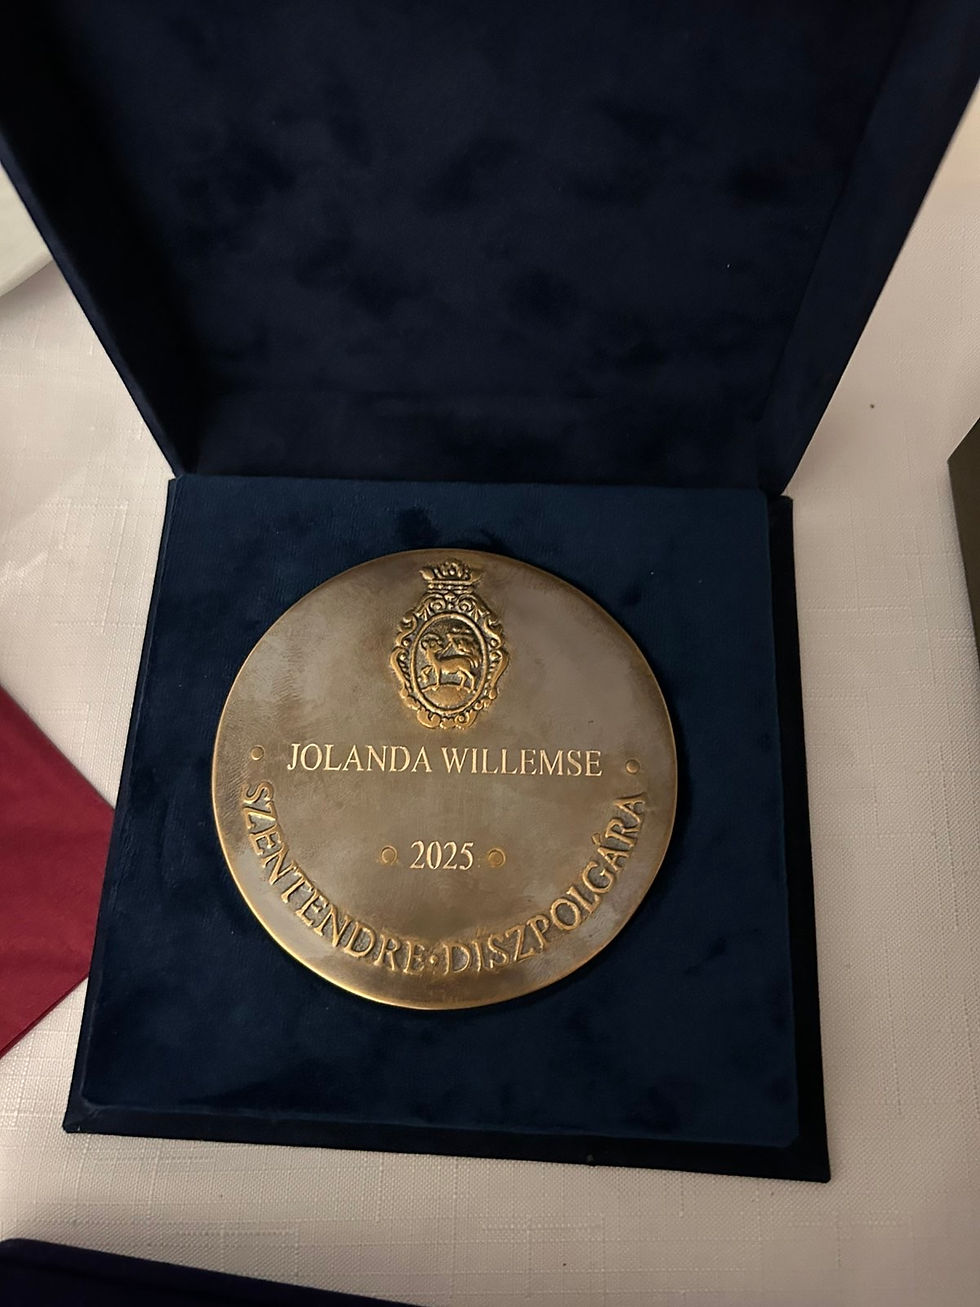 JOLANDA WILLEMSE
2025
SZENTENDRE · DÍSZPOLGÁRA